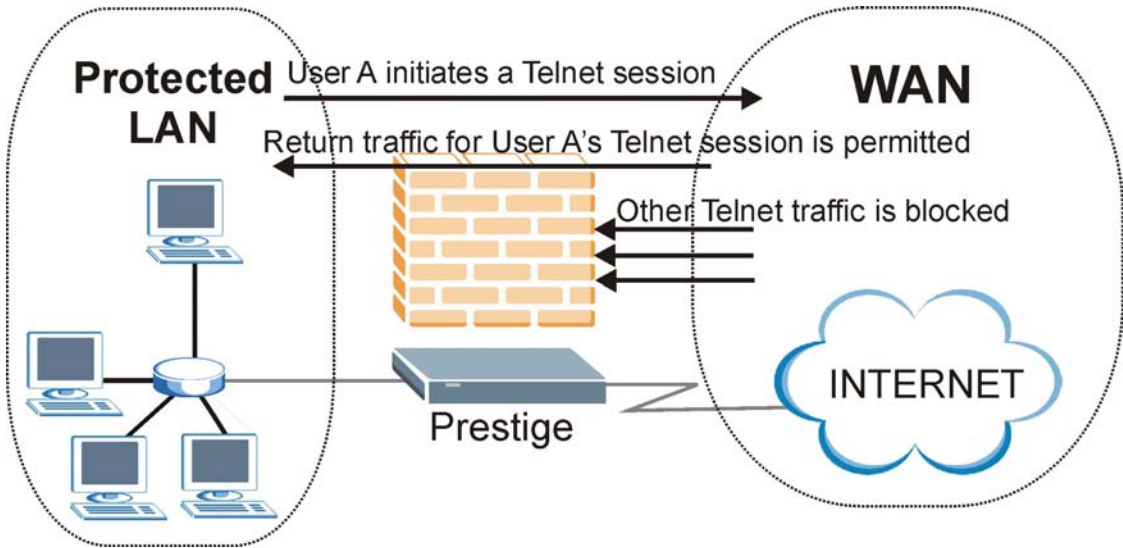 Protected
LAN
User A initiates a Telnet session
WAN
Return traffic for User A's Telnet session is permitted
Other Telnet traffic is blocked
INTERNET
Prestige